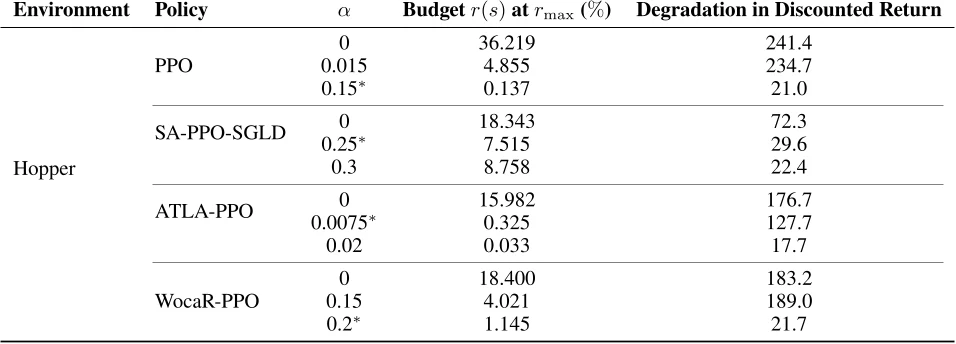 Environment Policy α Budget r(s) at r_max (%) Degradation in Discounted Return
Hopper
PPO
0 36.219 241.4
0.015 4.855 234.7
0.15* 0.137 21.0
SA-PPO-SGLD
0 18.343 72.3
0.25* 7.515 29.6
0.3 8.758 22.4
ATLA-PPO
0 15.982 176.7
0.0075* 0.325 127.7
0.02 0.033 17.7
WocaR-PPO
0 18.400 183.2
0.15 4.021 189.0
0.2* 1.145 21.7